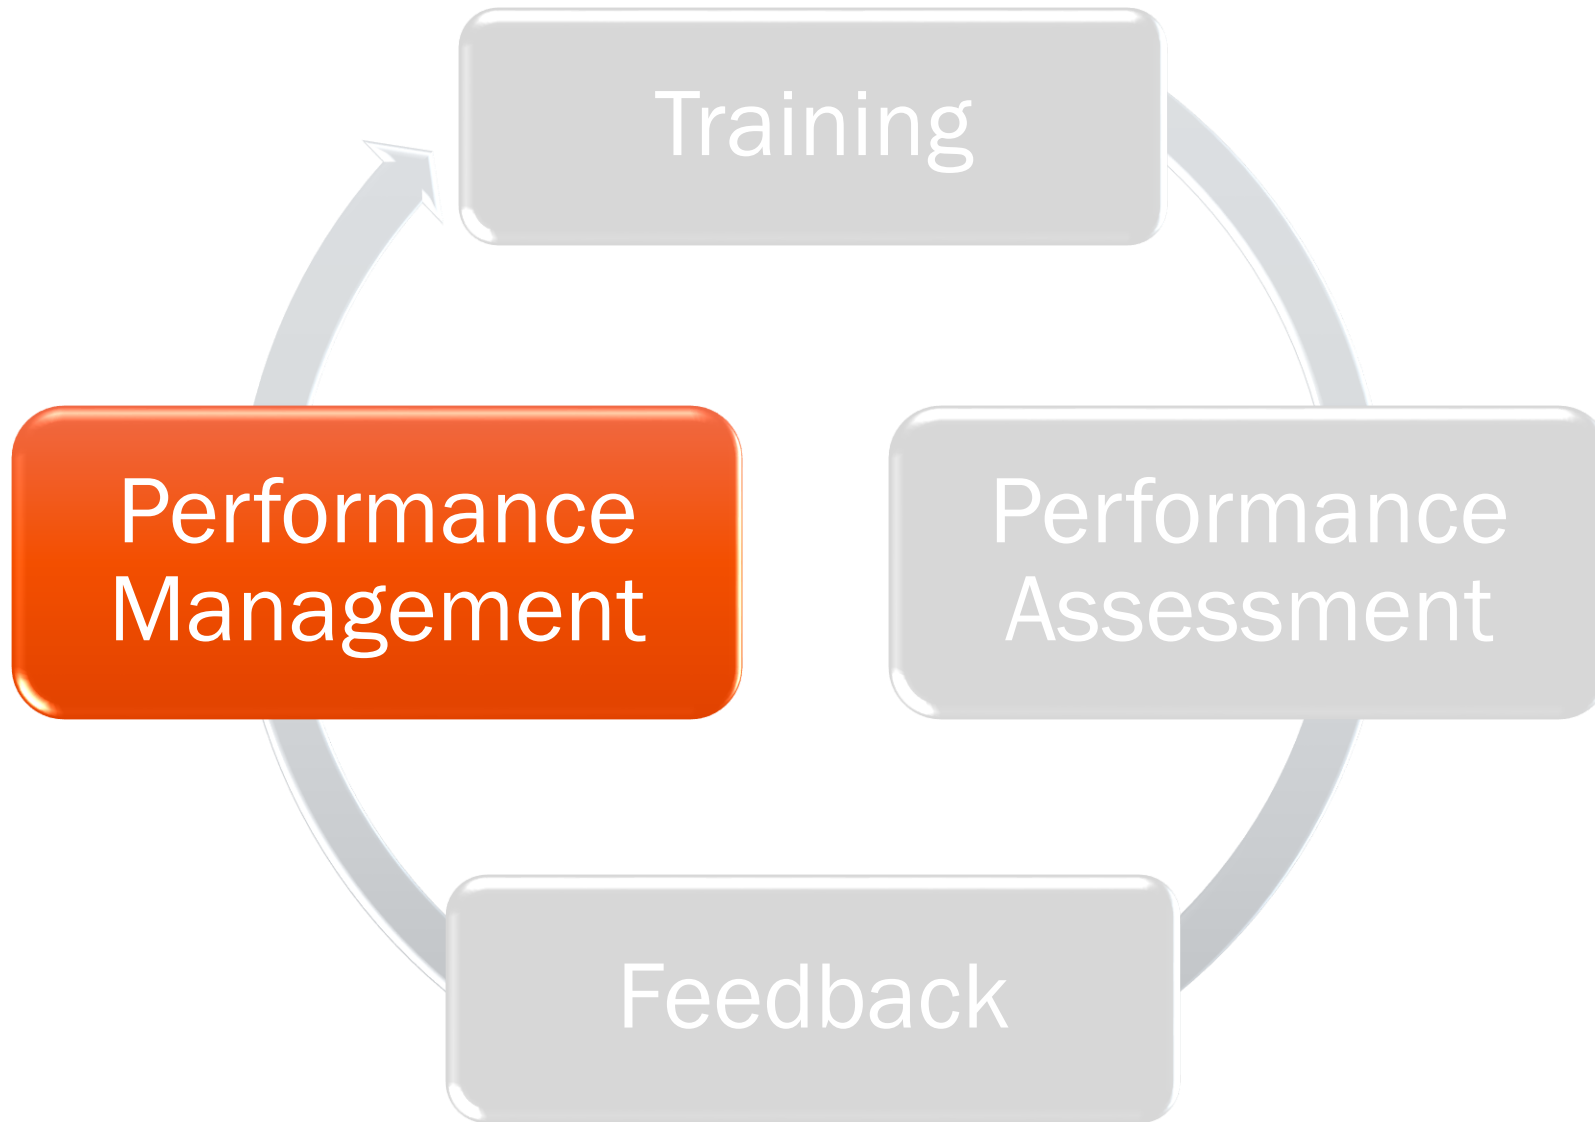 Training
Performance
Management
Performance
Assessment
Feedback